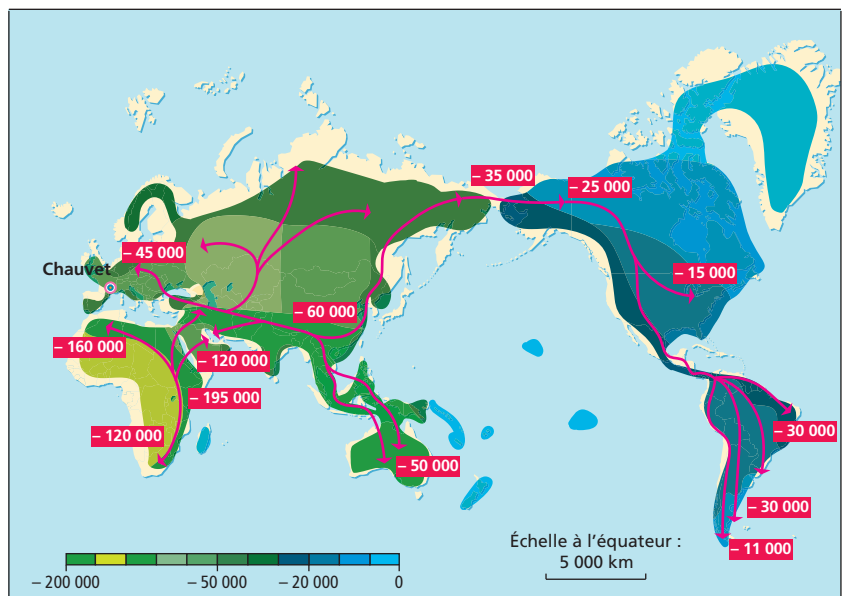 – 35 000
– 25 000
– 45 000
Chauvet
– 15 000
– 60 000
– 160 000
– 120 000
– 195 000
– 120 000
– 30 000
– 50 000
– 30 000
Échelle à l’équateur :
5 000 km
– 11 000
– 200 000
– 50 000
– 20 000
0